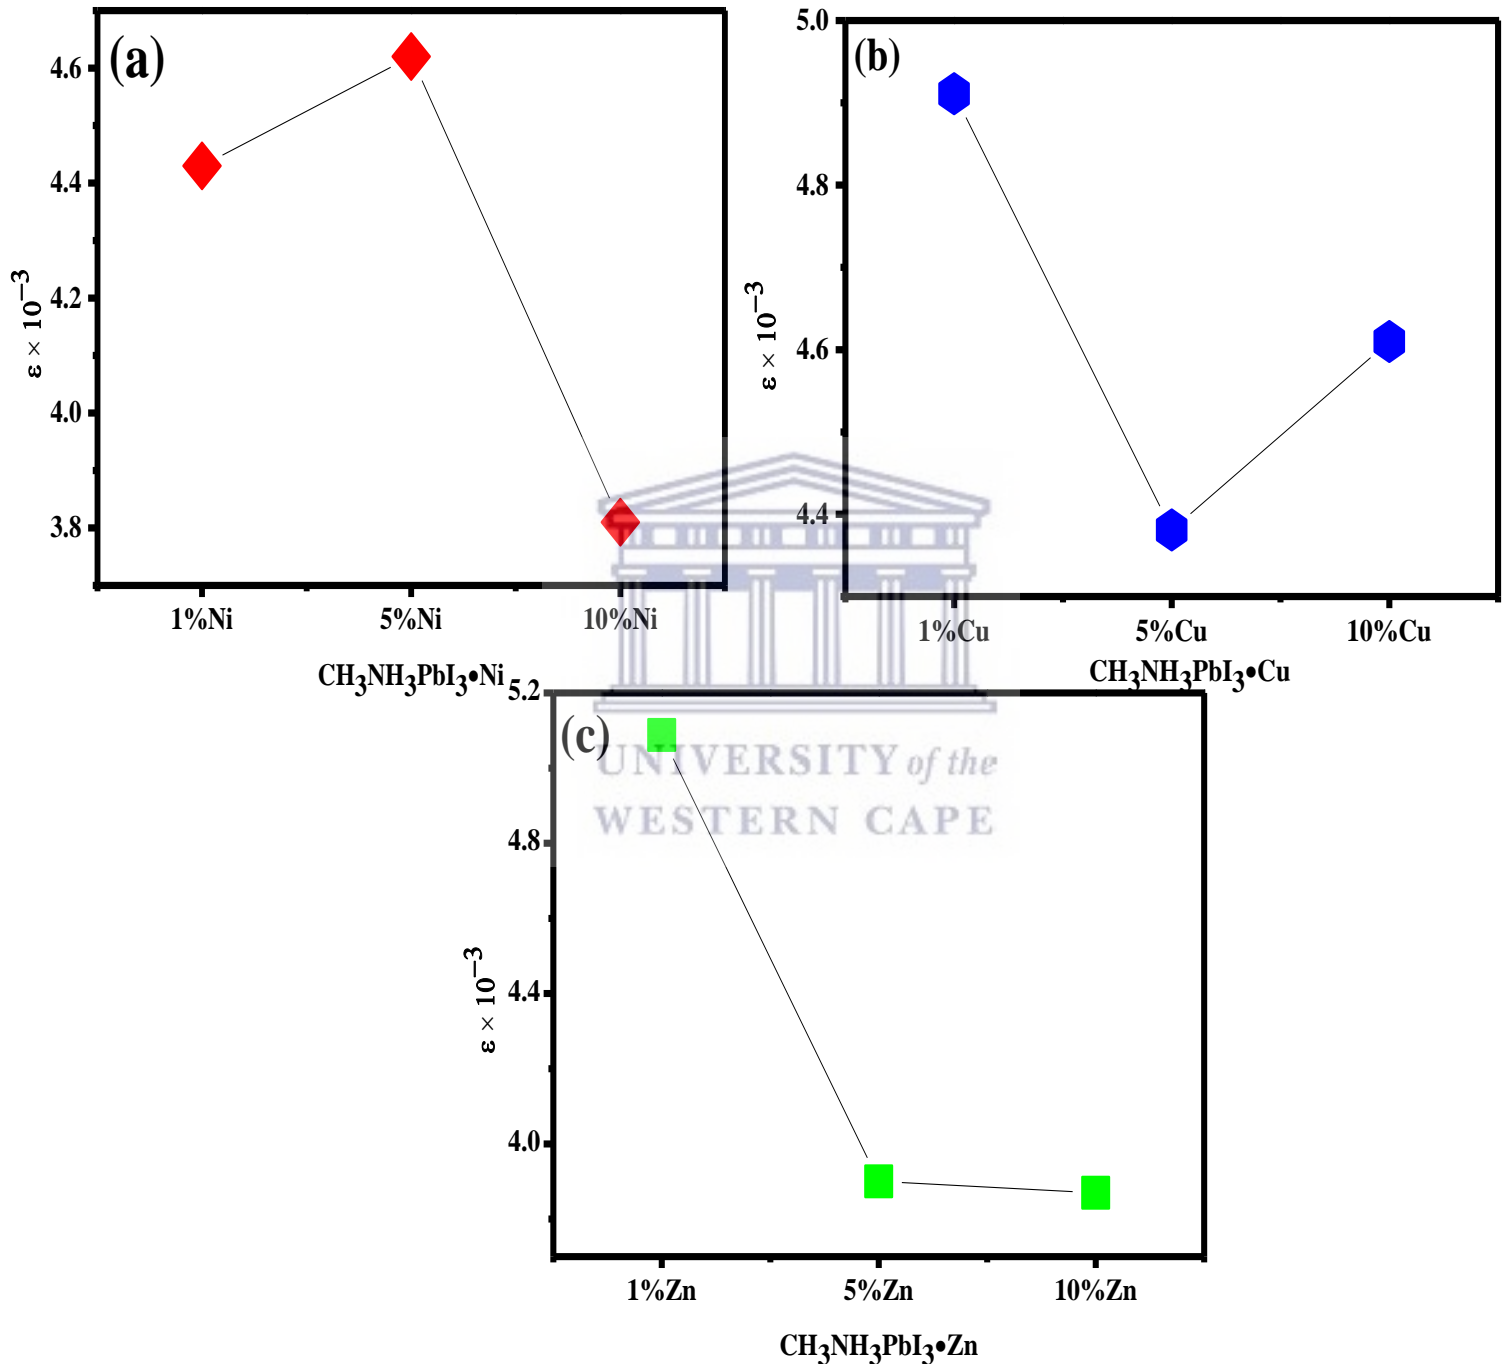 (a)
4.6
4.4
4.2
4.0
3.8
ε × 10⁻³
1%Ni 5%Ni 10%Ni
CH₃NH₃PbI₃•Ni
(b)
5.0
4.8
4.6
4.4
ε × 10⁻³
1%Cu 5%Cu 10%Cu
CH₃NH₃PbI₃•Cu
(c)
5.2
4.8
4.4
4.0
ε × 10⁻³
1%Zn 5%Zn 10%Zn
CH₃NH₃PbI₃•Zn
UNIVERSITY of the
WESTERN CAPE